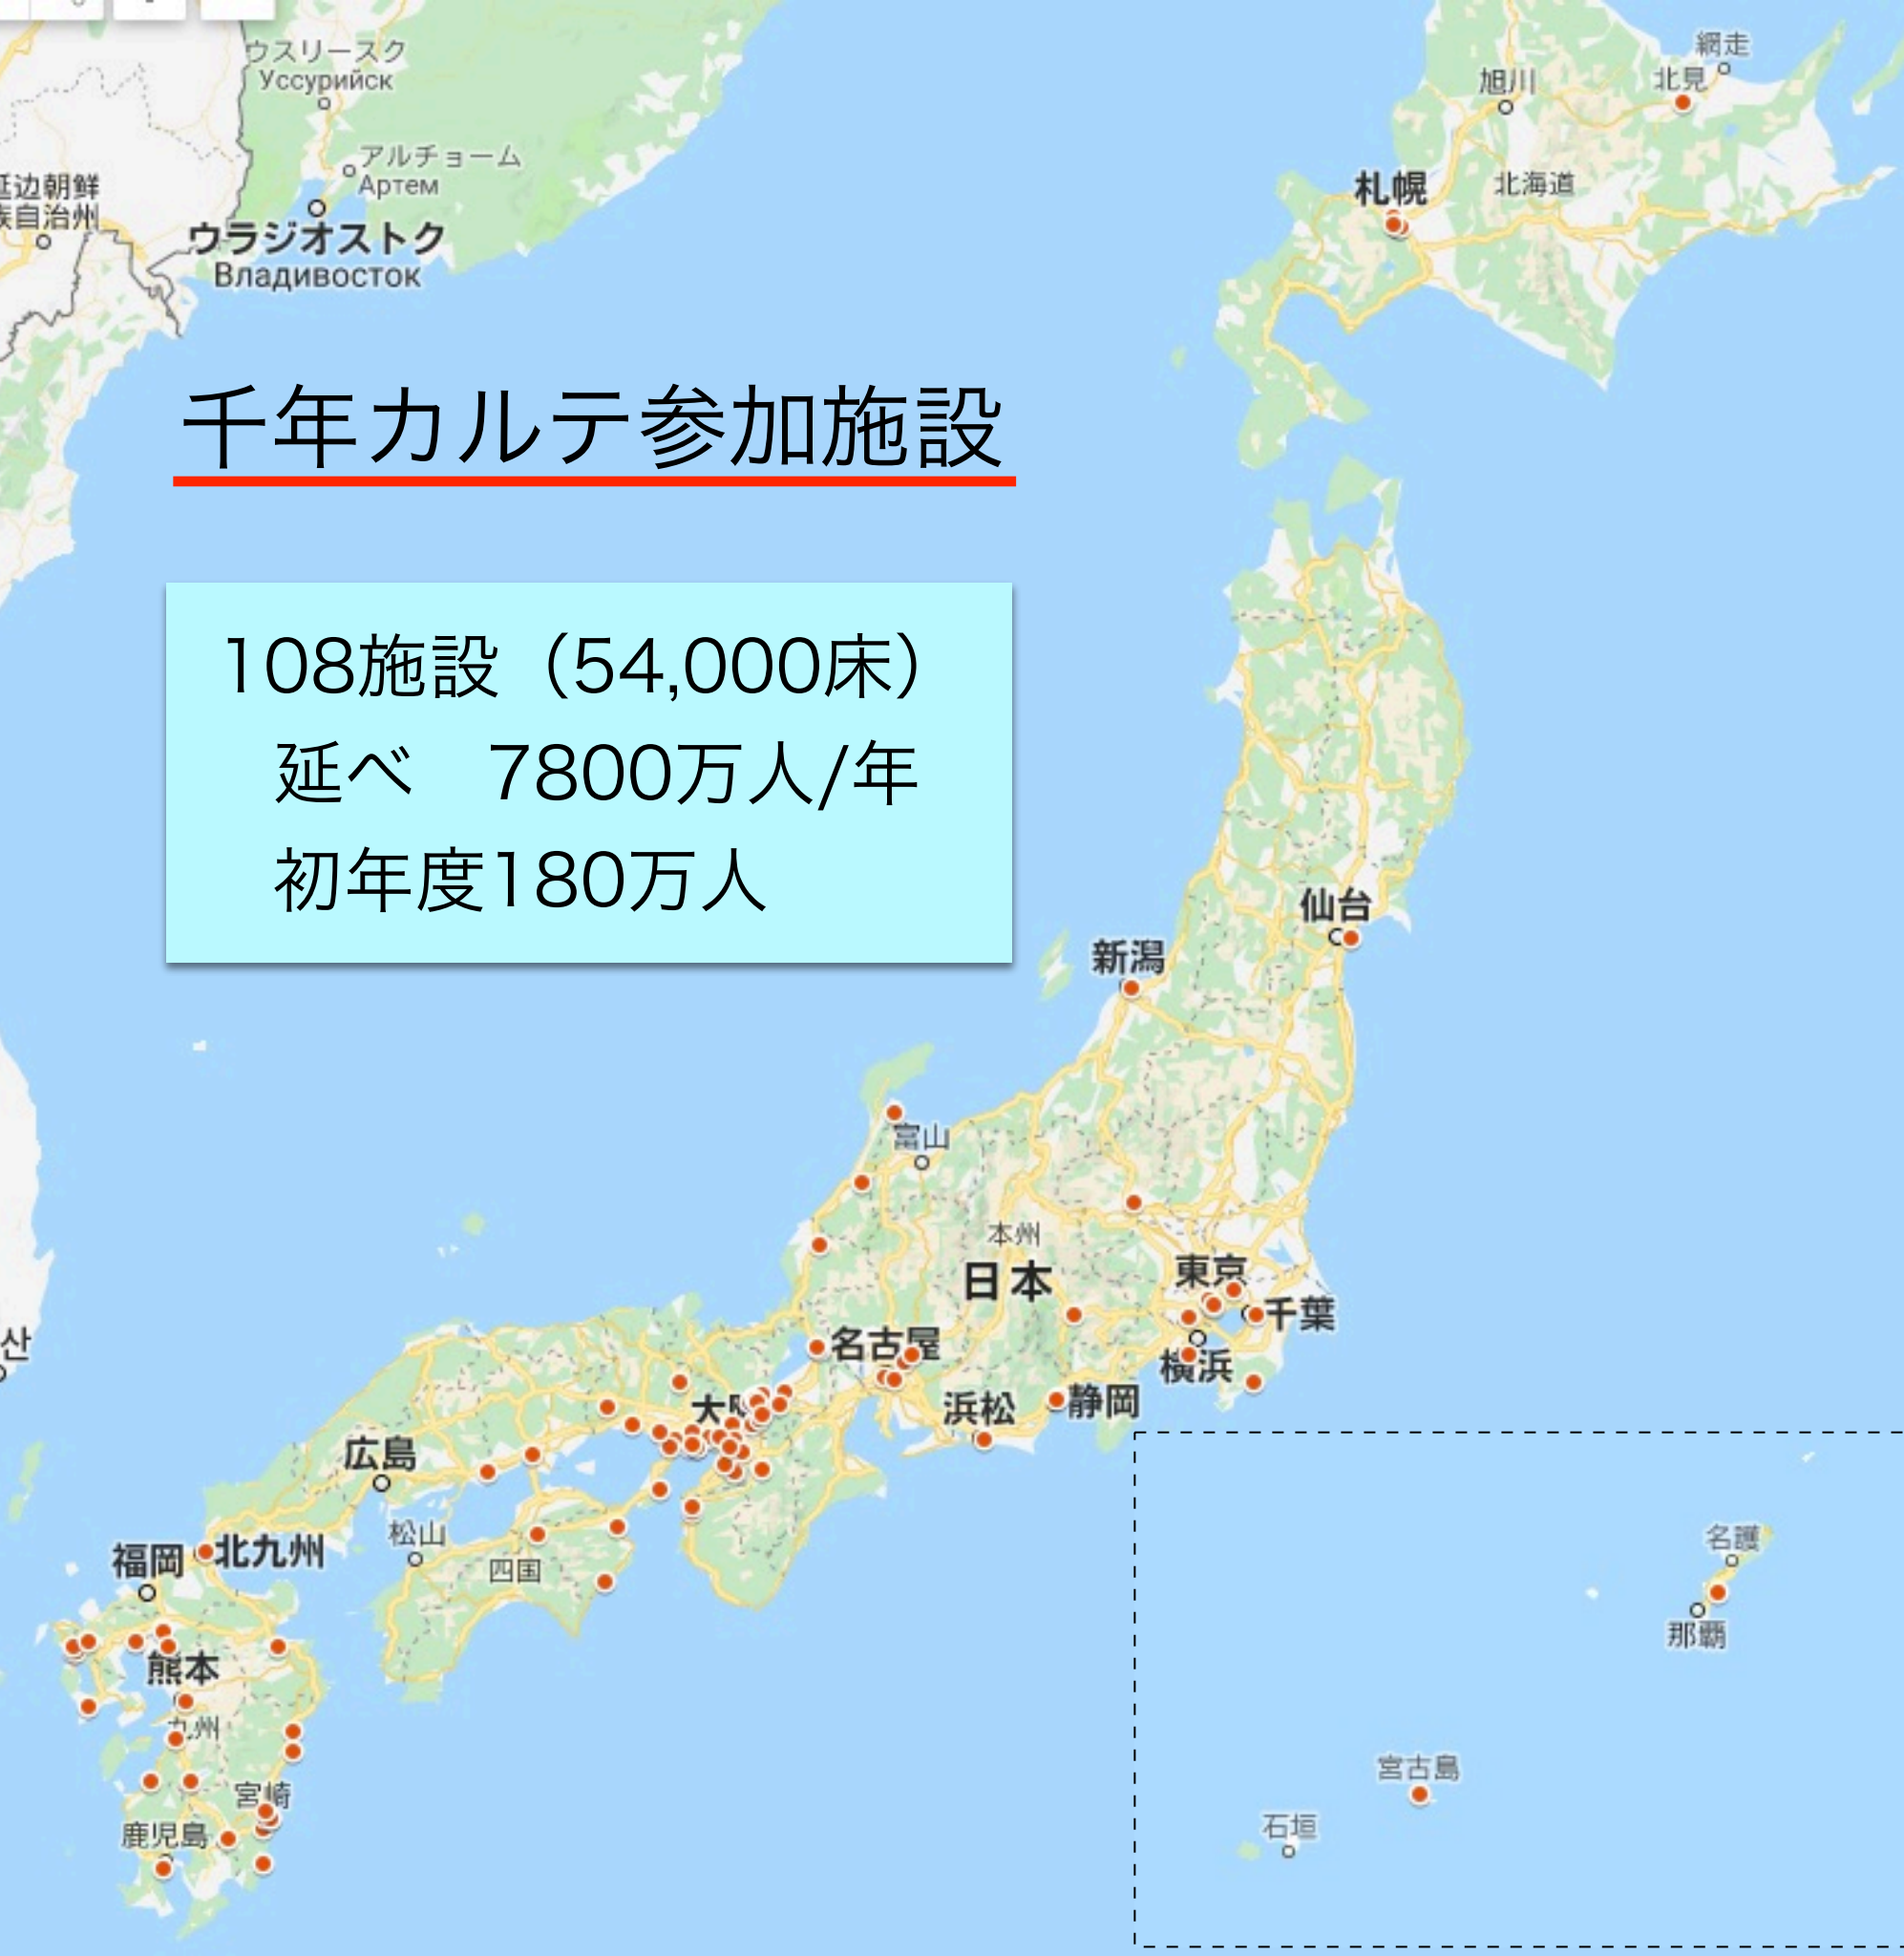 ウスリースク
Уссурийск
アルチョーム
Артем
延边朝鲜
族自治州
ウラジオストク
Владивосток
網走
北見
旭川
北海道
札幌
千年カルテ参加施設
108施設（54,000床）
延べ　7800万人/年
初年度180万人
仙台
新潟
富山
本州
日本
東京
千葉
名古屋
横浜
浜松
静岡
산
広島
松山
四国
福岡
北九州
熊本
九州
宮崎
鹿児島
名護
那覇
宮古島
石垣